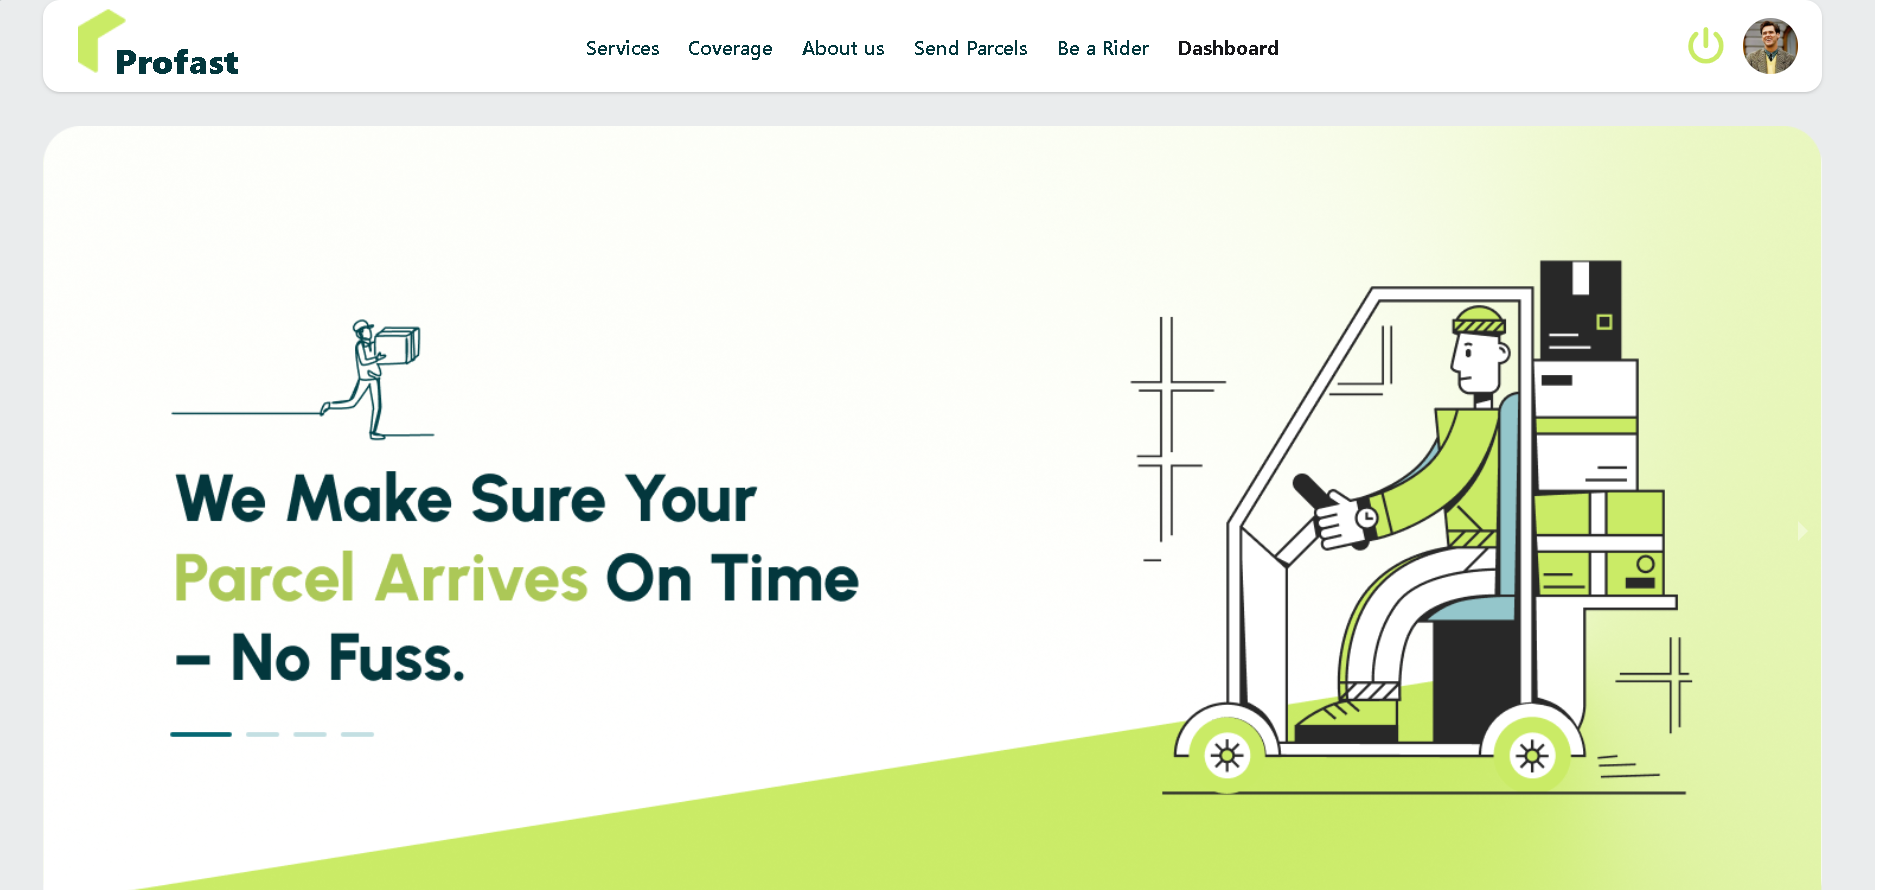 Profast
Services Coverage About us Send Parcels Be a Rider Dashboard
We Make Sure Your
Parcel Arrives On Time
– No Fuss.